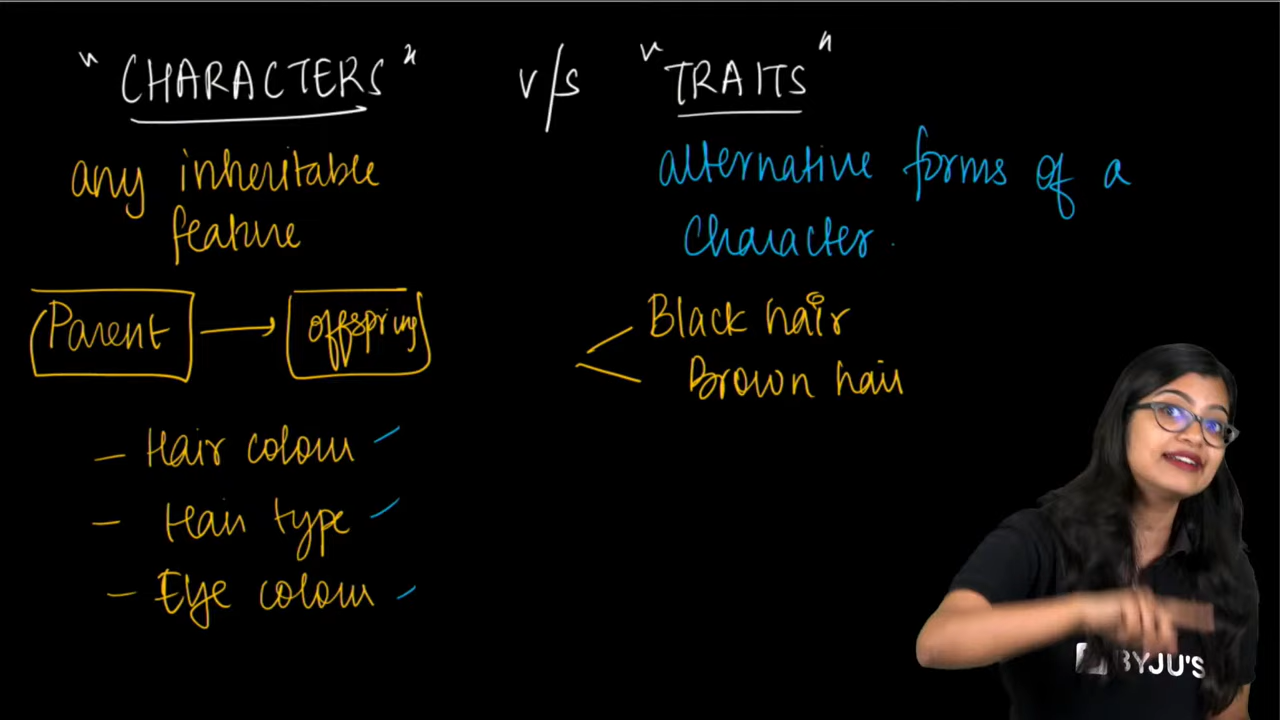 "CHARACTERS" v/s "TRAITS"
any inheritable
feature
alternative forms of a
character.
Parent → offspring
Black hair
Brown hair
– Hair colour
– Hair type
– Eye colour
BYJU'S